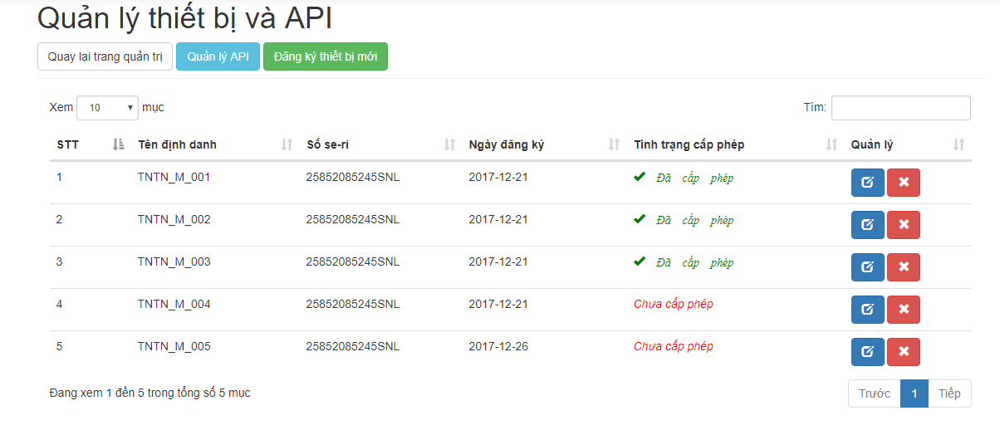 Quản lý thiết bị và API
Quay lại trang quản trị Quản lý API Đăng ký thiết bị mới
Xem 10 mục Tìm:
STT Tên định danh Số se-ri Ngày đăng ký Tình trạng cấp phép Quản lý
1 TNTN_M_001 25852085245SNL 2017-12-21 Đã cấp phép
2 TNTN_M_002 25852085245SNL 2017-12-21 Đã cấp phép
3 TNTN_M_003 25852085245SNL 2017-12-21 Đã cấp phép
4 TNTN_M_004 25852085245SNL 2017-12-21 Chưa cấp phép
5 TNTN_M_005 25852085245SNL 2017-12-26 Chưa cấp phép
Đang xem 1 đến 5 trong tổng số 5 mục Trước 1 Tiếp